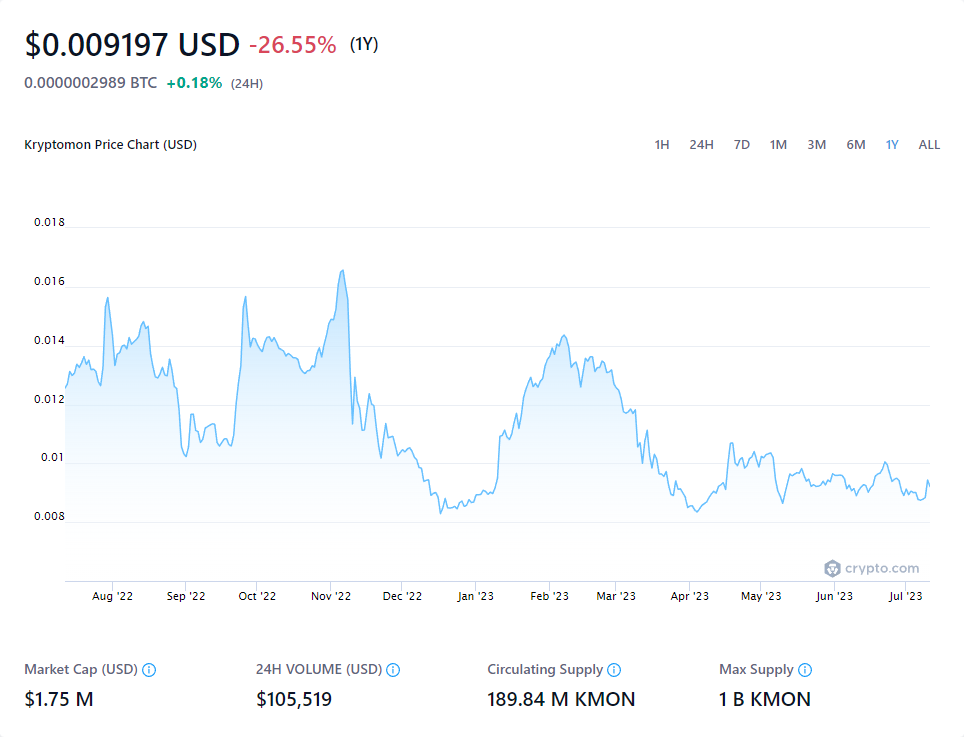 $0.009197 USD -26.55% (1Y)
0.0000002989 BTC +0.18% (24H)
Kryptomon Price Chart (USD) 1H 24H 7D 1M 3M 6M 1Y ALL
0.018
0.016
0.014
0.012
0.01
0.008
crypto.com
Aug '22 Sep '22 Oct '22 Nov '22 Dec '22 Jan '23 Feb '23 Mar '23 Apr '23 May '23 Jun '23 Jul '23
Market Cap (USD) 24H VOLUME (USD) Circulating Supply Max Supply
$1.75 M $105,519 189.84 M KMON 1 B KMON